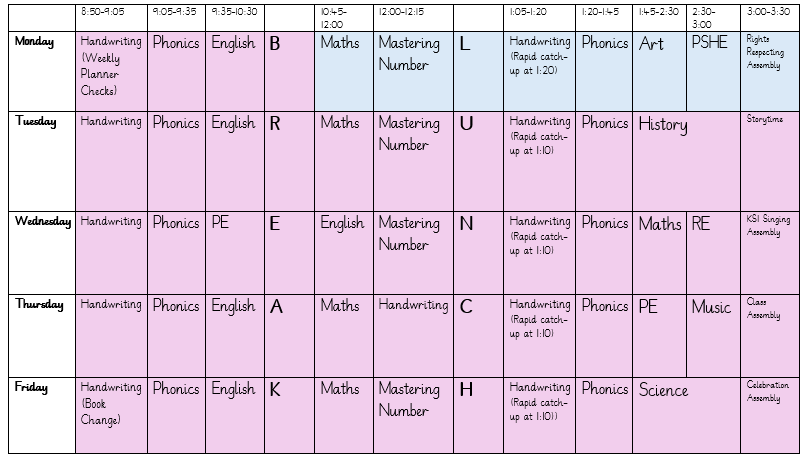 8:50-9:05 9:05-9:35 9:35-10:30 10:45-12:00 12:00-12:15 1:05-1:20 1:20-1:45 1:45-2:30 2:30-3:00 3:00-3:30
Monday
Handwriting
(Weekly
Planner
Checks)
Phonics
English
B
Maths
Mastering
Number
L
Handwriting
(Rapid catch-
up at 1:20)
Phonics
Art
PSHE
Rights
Respecting
Assembly
Tuesday
Handwriting
Phonics
English
R
Maths
Mastering
Number
U
Handwriting
(Rapid catch-
up at 1:10)
Phonics
History
Storytime
Wednesday
Handwriting
Phonics
PE
E
English
Mastering
Number
N
Handwriting
(Rapid catch-
up at 1:10)
Phonics
Maths
RE
KS1 Singing
Assembly
Thursday
Handwriting
Phonics
English
A
Maths
Handwriting
C
Handwriting
(Rapid catch-
up at 1:10)
Phonics
PE
Music
Class
Assembly
Friday
Handwriting
(Book
Change)
Phonics
English
K
Maths
Mastering
Number
H
Handwriting
(Rapid catch-
up at 1:10))
Phonics
Science
Celebration
Assembly